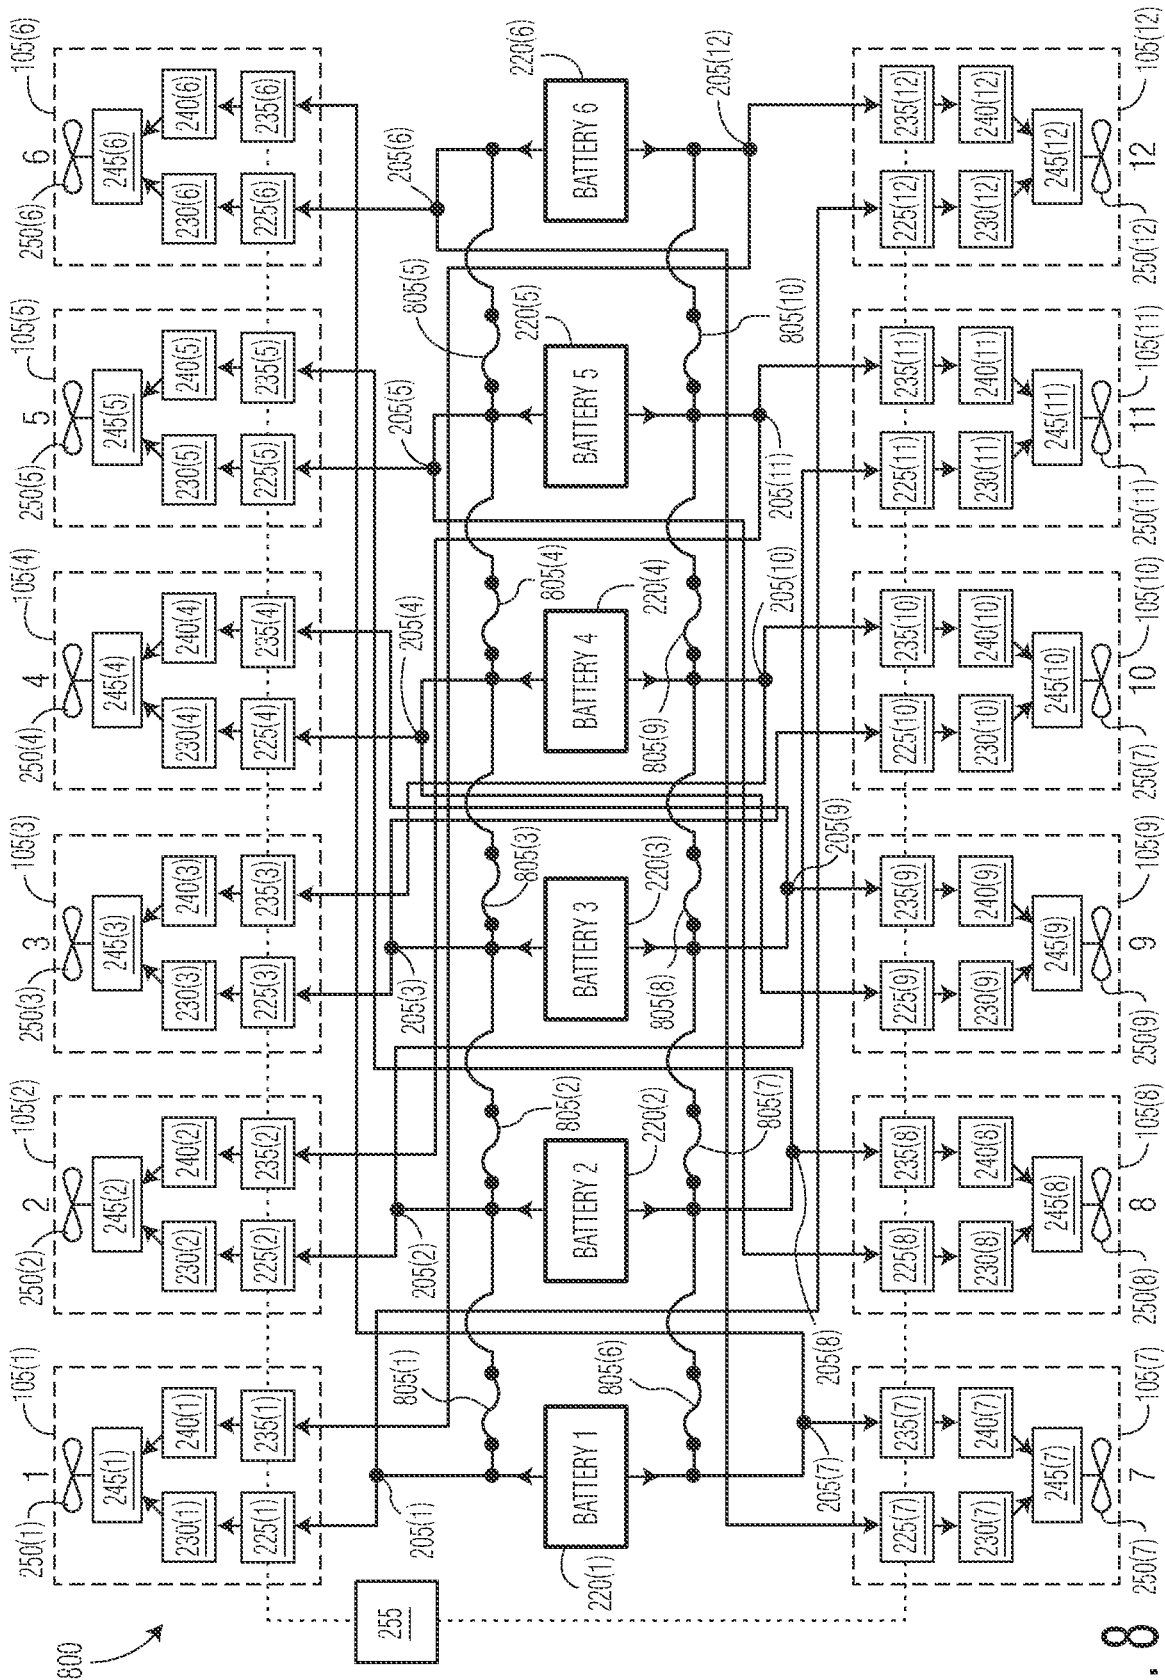 250(1) 105(1) 250(2) 105(2) 250(3) 105(3) 250(4) 105(4) 250(5) 105(5) 250(6) 105(6)
1 2 3 4 5 6
800
245(1) 245(2) 245(3) 245(4) 245(5) 245(6)
230(1) 240(1) 230(2) 240(2) 230(3) 240(3) 230(4) 240(4) 230(5) 240(5) 230(6) 240(6)
225(1) 235(1) 225(2) 235(2) 225(3) 235(3) 225(4) 235(4) 225(5) 235(5) 225(6) 235(6)
255
205(1) 205(2) 205(3) 205(4) 205(5) 205(6)
805(1) 805(2) 805(3) 805(4) 805(5)
220(1) 220(2) 220(3) 220(4) 220(5) 220(6)
BATTERY 1 BATTERY 2 BATTERY 3 BATTERY 4 BATTERY 5 BATTERY 6
805(6) 805(7) 805(8) 805(9) 805(10)
205(7) 205(8) 205(9) 205(10) 205(11) 205(12)
225(7) 235(7) 225(8) 235(8) 225(9) 235(9) 225(10) 235(10) 225(11) 235(11) 225(12) 235(12)
230(7) 240(7) 230(8) 240(8) 230(9) 240(9) 230(10) 240(10) 230(11) 240(11) 230(12) 240(12)
245(7) 245(8) 245(9) 245(10) 245(11) 245(12)
7 8 9 10 11 12
250(7) 105(7) 250(8) 105(8) 250(9) 105(9) 250(7) 105(10) 250(11) 105(11) 250(12) 105(12)
. 8